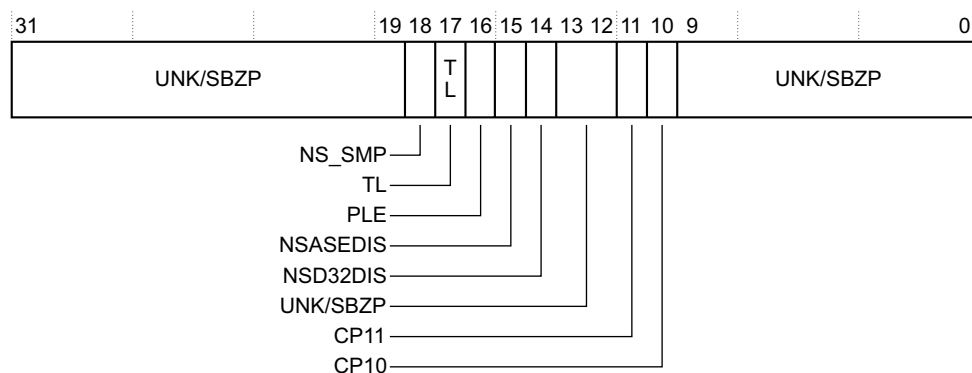 31 19 18 17 16 15 14 13 12 11 10 9 0
UNK/SBZP T L UNK/SBZP
NS_SMP
TL
PLE
NSASEDIS
NSD32DIS
UNK/SBZP
CP11
CP10